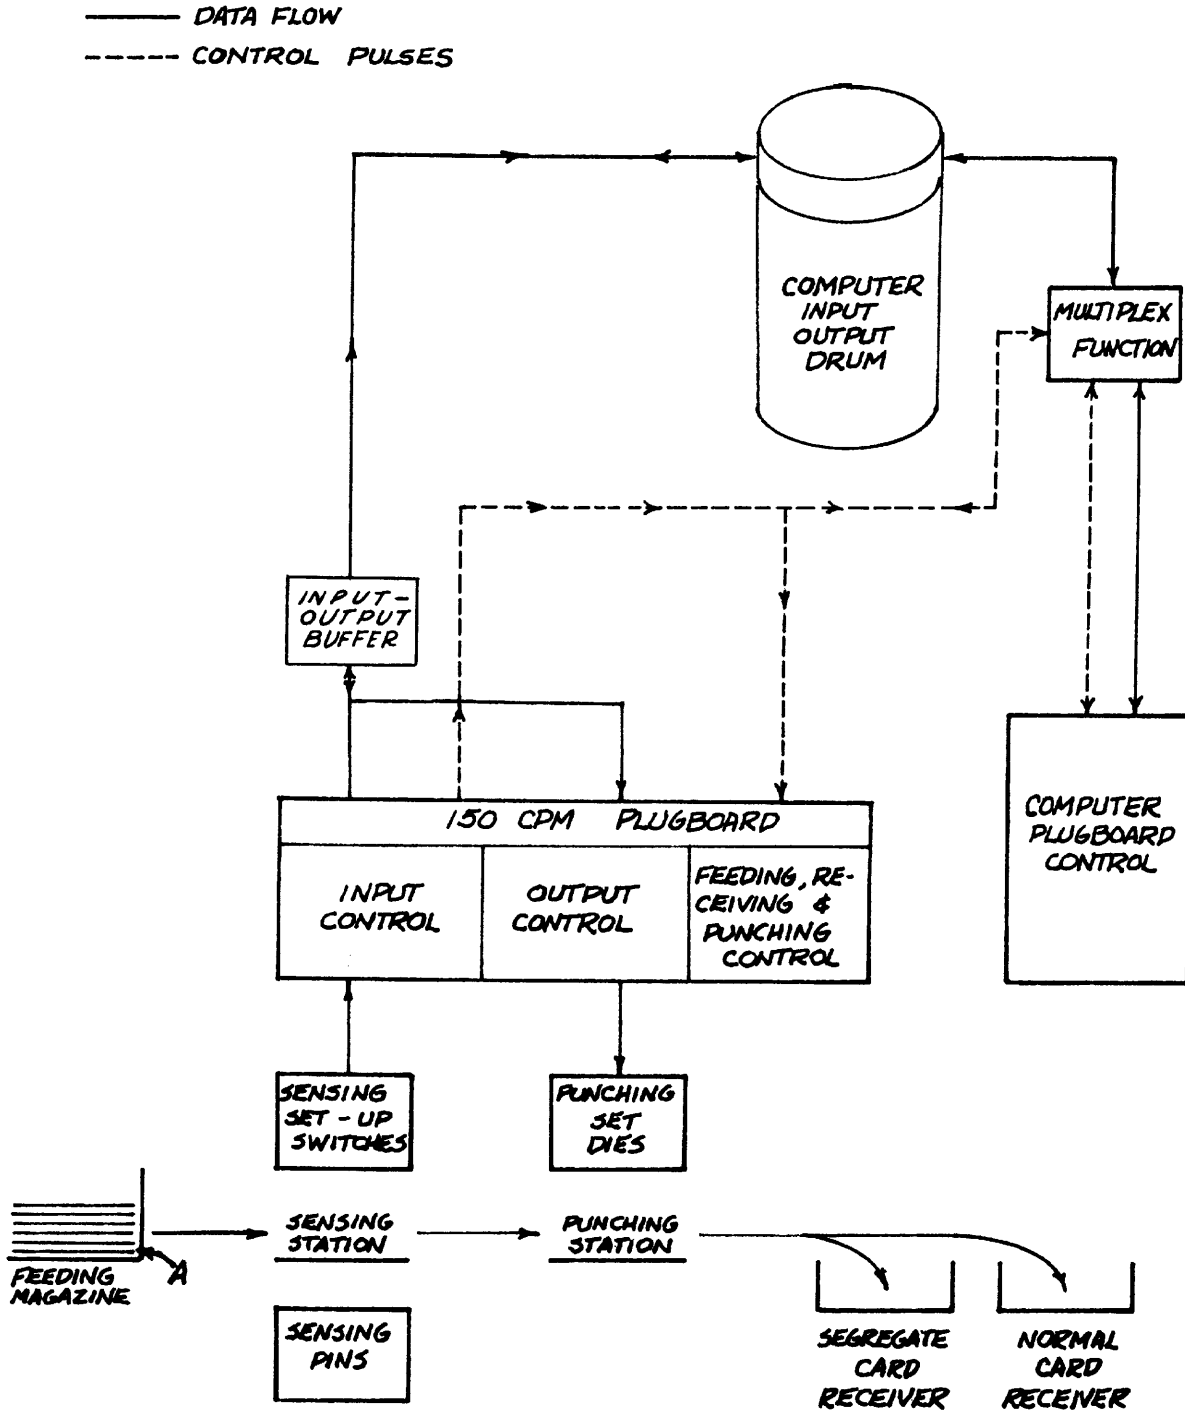 DATA FLOW
CONTROL PULSES
COMPUTER
INPUT
OUTPUT
DRUM
MULTIPLEX
FUNCTION
INPUT-
OUTPUT
BUFFER
150 CPM PLUGBOARD
INPUT
CONTROL
OUTPUT
CONTROL
FEEDING, RE-
CEIVING &
PUNCHING
CONTROL
COMPUTER
PLUGBOARD
CONTROL
SENSING
SET-UP
SWITCHES
PUNCHING
SET
DIES
SENSING
STATION
PUNCHING
STATION
A
FEEDING
MAGAZINE
SENSING
PINS
SEGREGATE
CARD
RECEIVER
NORMAL
CARD
RECEIVER